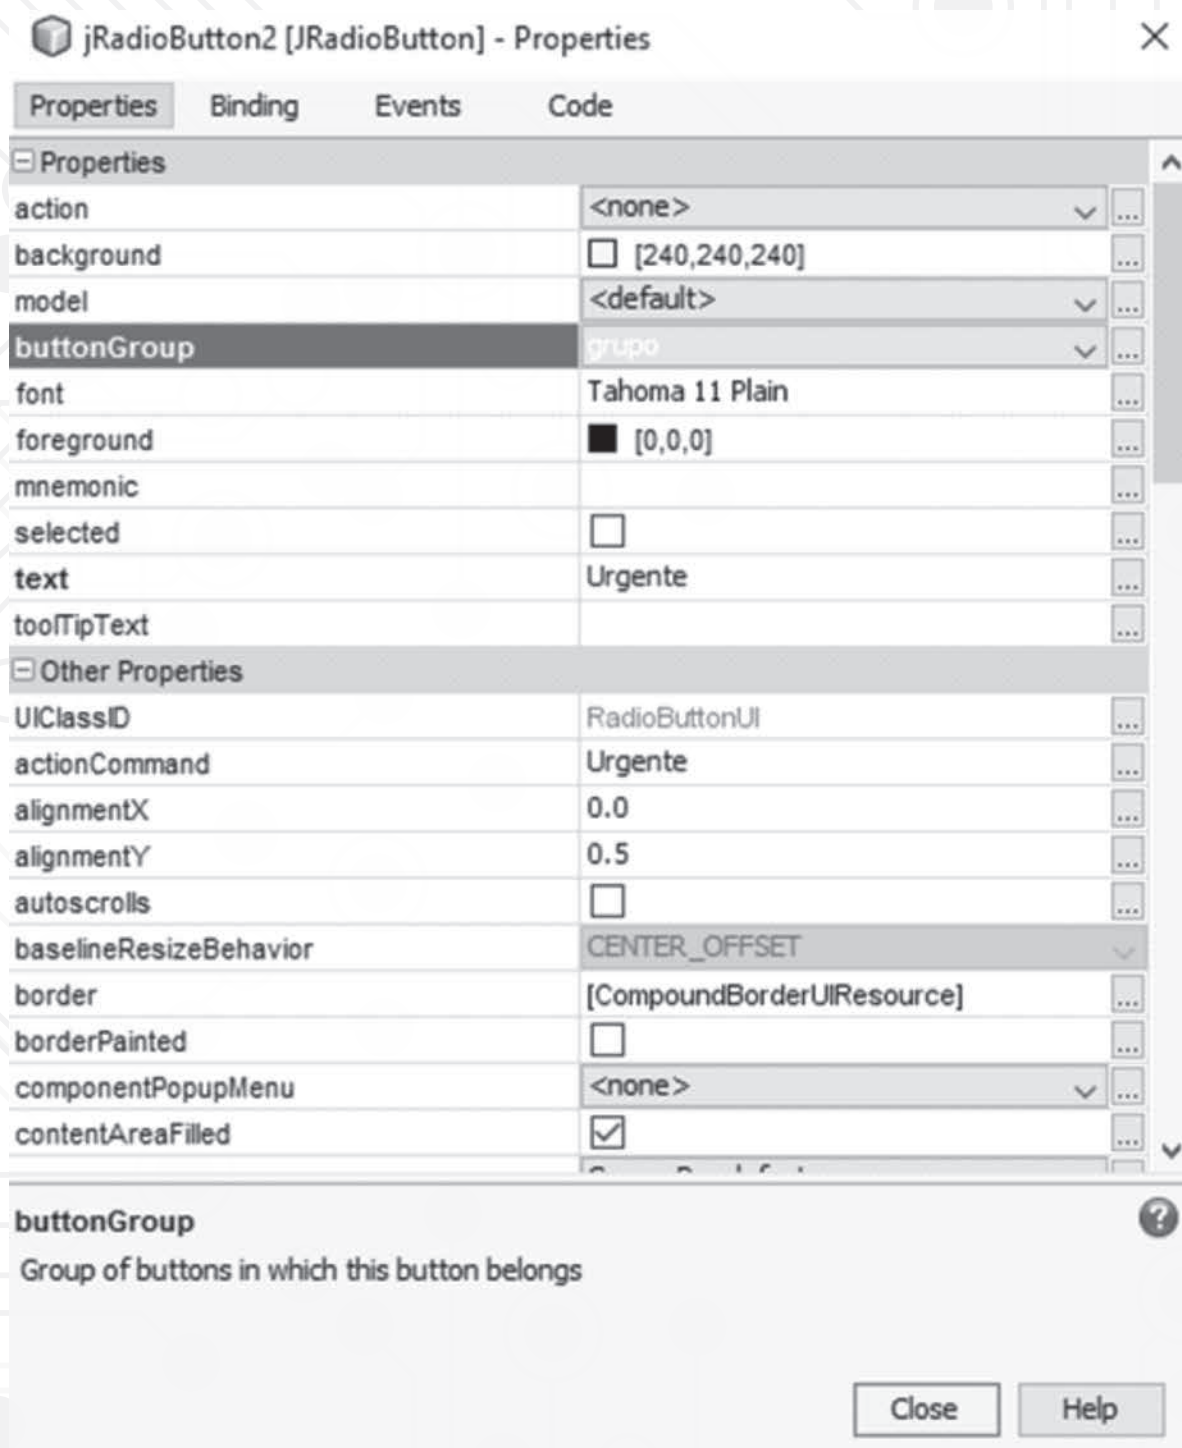 jRadioButton2 [JRadioButton] - Properties
Properties Binding Events Code
Properties
action <none> ...
background [240,240,240] ...
model <default> ...
buttonGroup grupo ...
font Tahoma 11 Plain ...
foreground [0,0,0] ...
mnemonic ...
selected ...
text Urgente ...
toolTipText ...
Other Properties
UIClassID RadioButtonUI ...
actionCommand Urgente ...
alignmentX 0.0 ...
alignmentY 0.5 ...
autoscrolls ...
baselineResizeBehavior CENTER_OFFSET
border [CompoundBorderUIResource] ...
borderPainted ...
componentPopupMenu <none> ...
contentAreaFilled ...
buttonGroup
Group of buttons in which this button belongs
Close Help